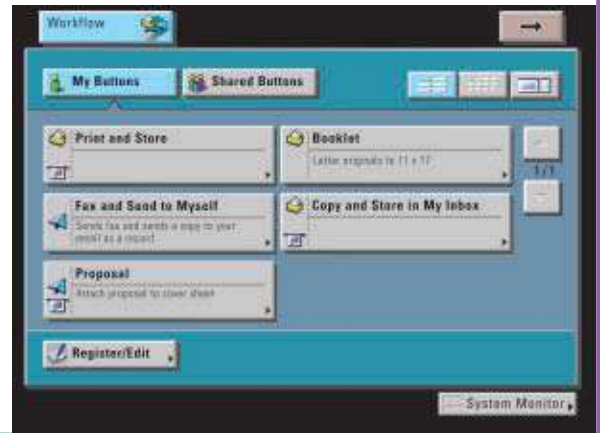 Workflow
My Buttons
Shared Buttons
Print and Store
Booklet
Letter originals to 11 x 17
1/1
Fax and Send to Myself
Sends fax and sends a copy to your
email as a record
Copy and Store in My Inbox
Proposal
Attach proposal to cover sheet
Register/Edit
System Monitor